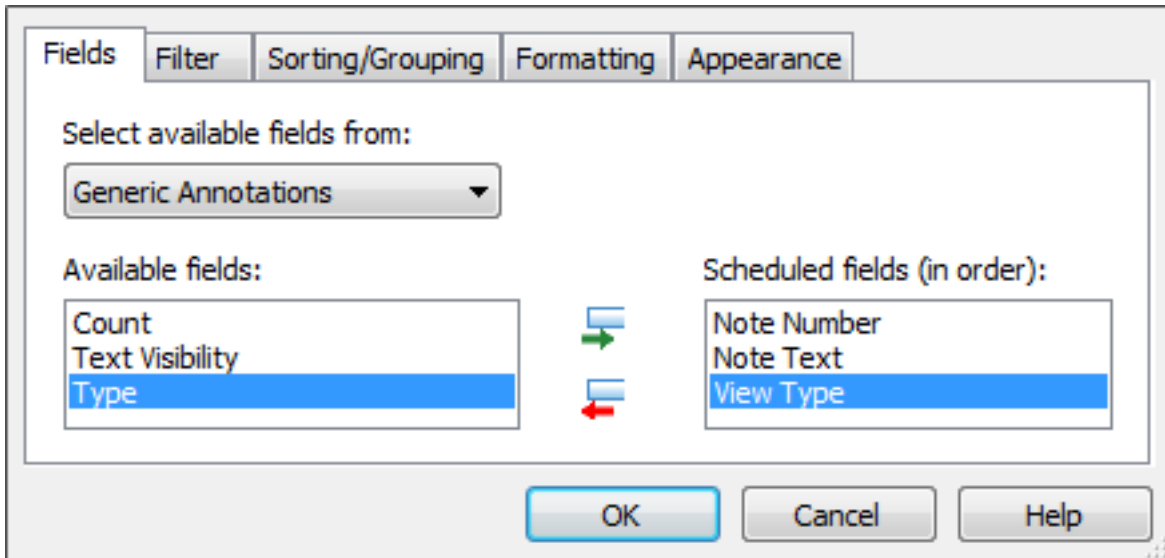 Fields Filter Sorting/Grouping Formatting Appearance
Select available fields from:
Generic Annotations
Available fields:
Count
Text Visibility
Type
Scheduled fields (in order):
Note Number
Note Text
View Type
OK Cancel Help